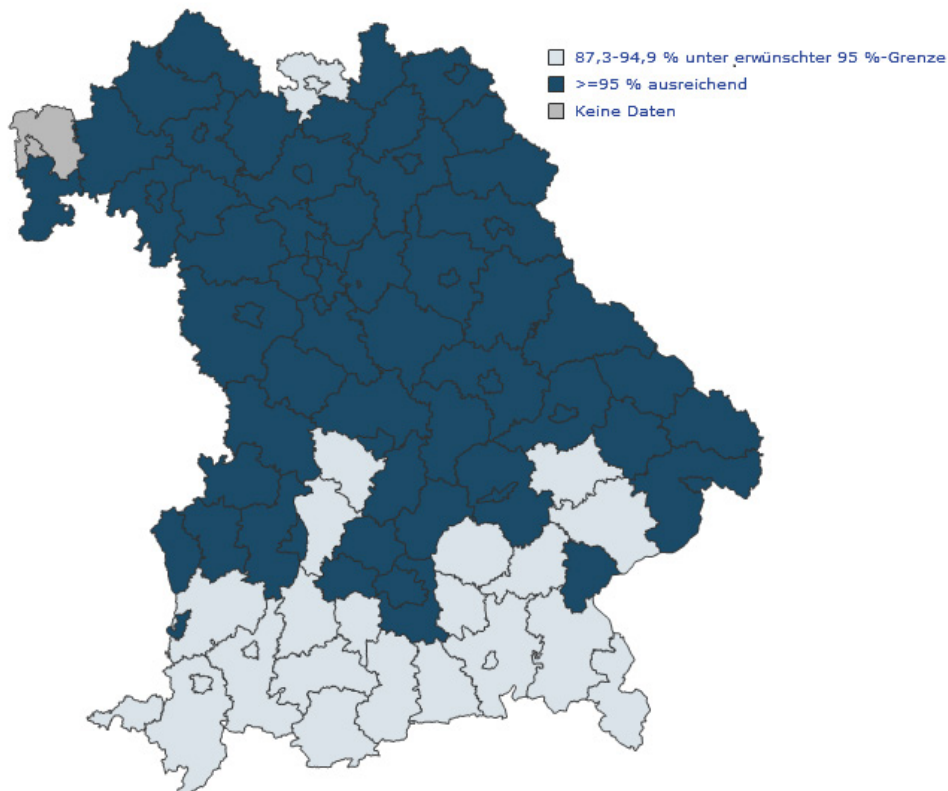 87,3-94,9 % unter erwünschter 95 %-Grenze
>=95 % ausreichend
Keine Daten